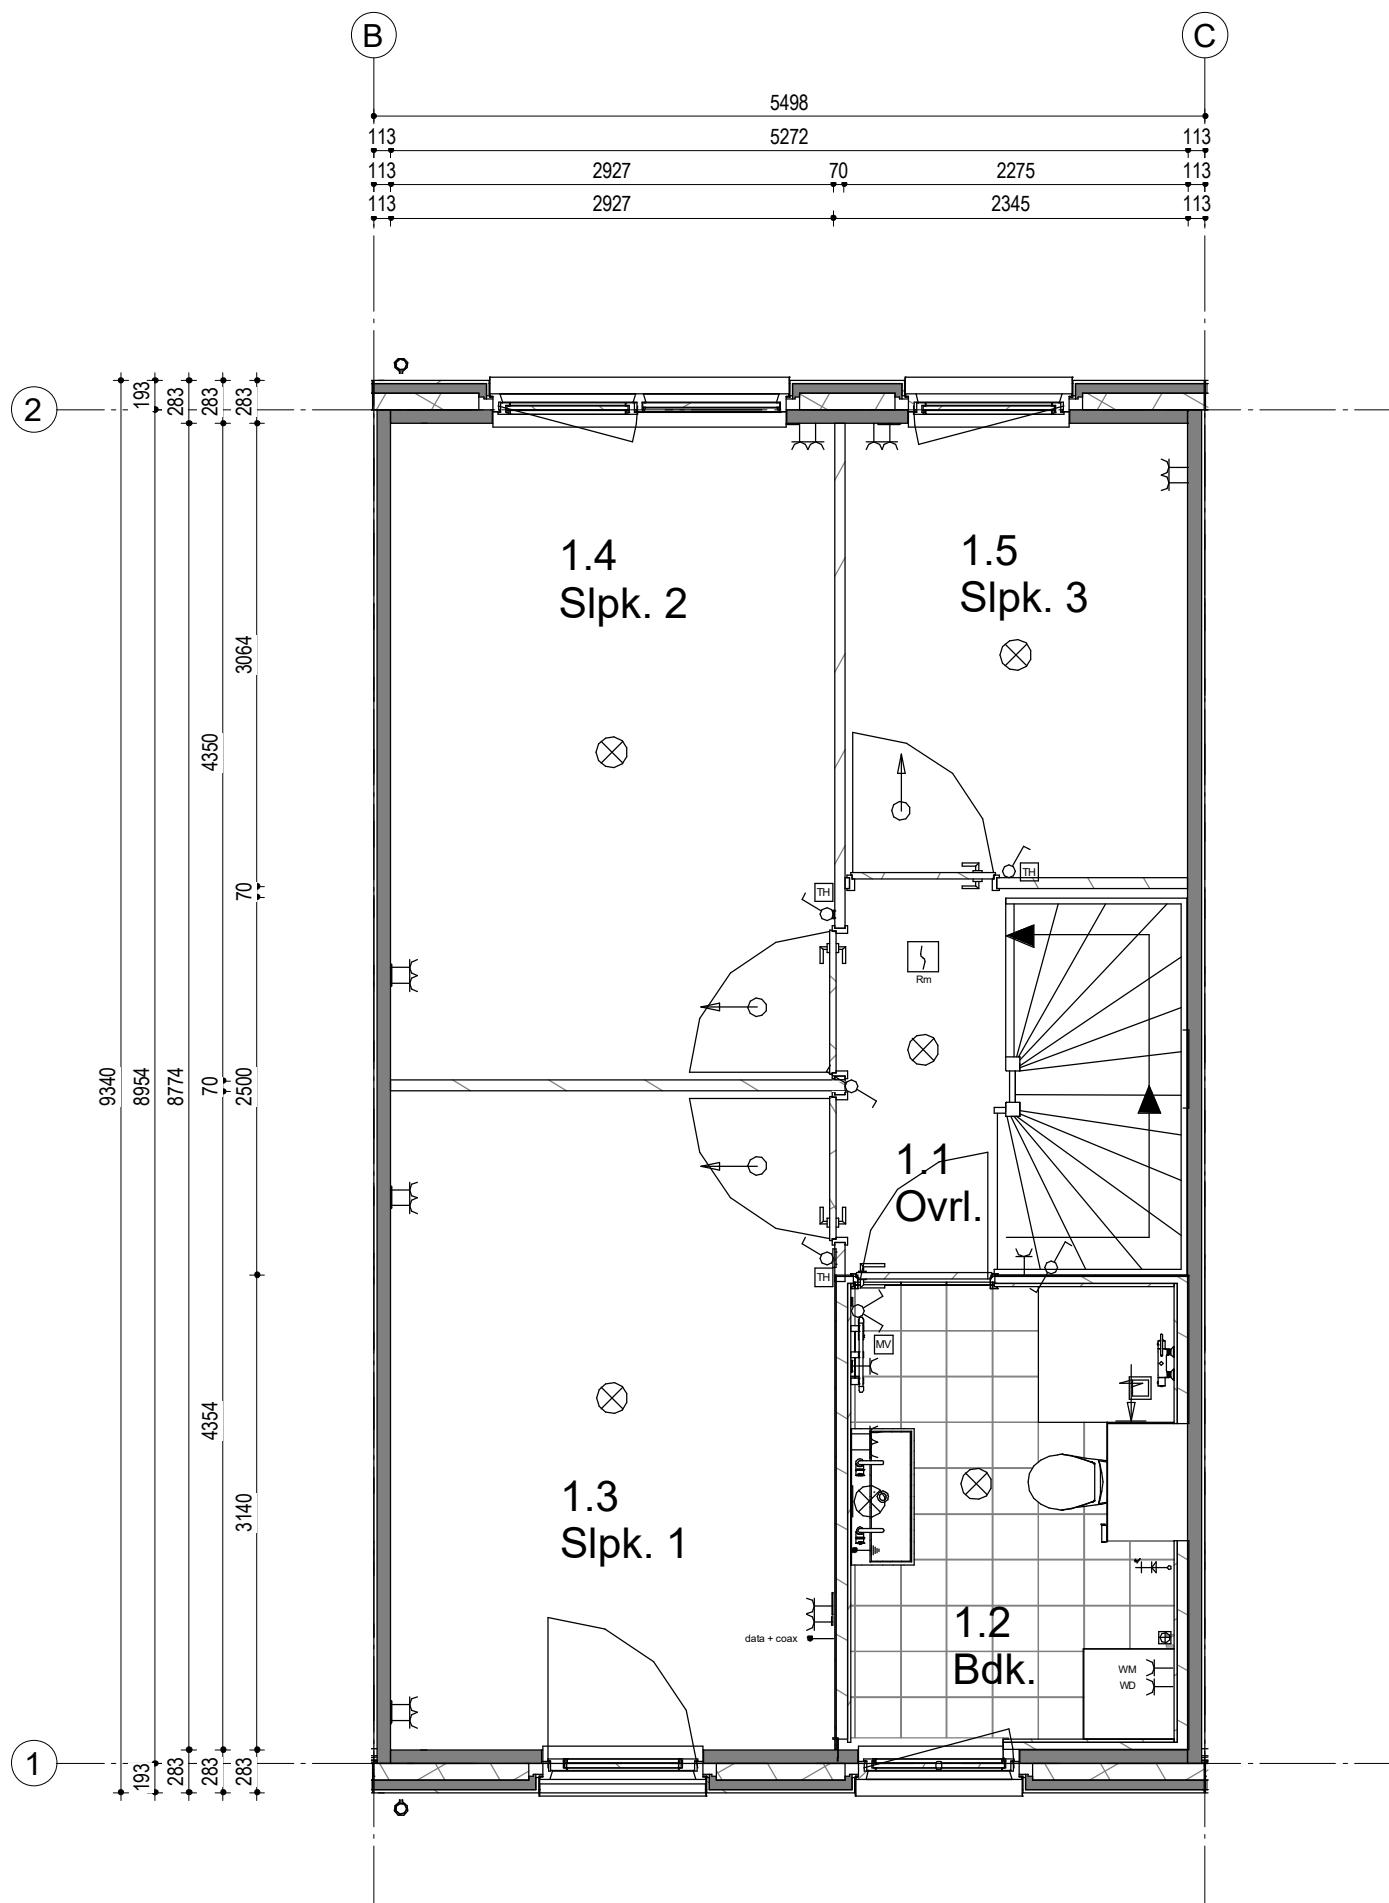 B
C
5498
113
5272
113
113
2927
70
2275
113
113
2927
2345
113
2
193
283
283
283
1.4
Slpk. 2
1.5
Slpk. 3
3064
4350
70
TH
TH
Rm
9340
8954
8774
70
2500
1.1
Ovrl.
TH
MV
4354
3140
1.3
Slpk. 1
data + coax
1.2
Bdk.
WM
WD
1
193
283
283
283